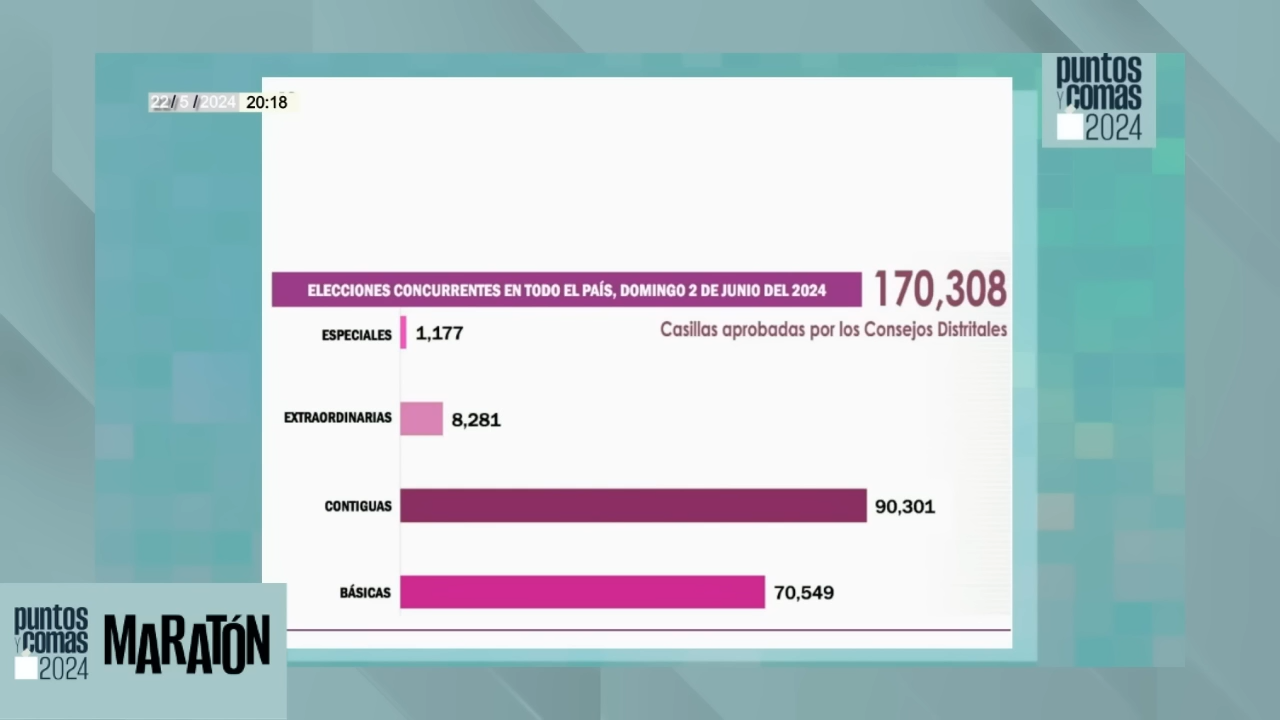 22/ 5 /2024 20:18
puntos
y comas
2024
ELECCIONES CONCURRENTES EN TODO EL PAÍS, DOMINGO 2 DE JUNIO DEL 2024
170,308
Casillas aprobadas por los Consejos Distritales
ESPECIALES 1,177
EXTRAORDINARIAS 8,281
CONTIGUAS 90,301
BÁSICAS 70,549
puntos
y comas
2024
MARATÓN